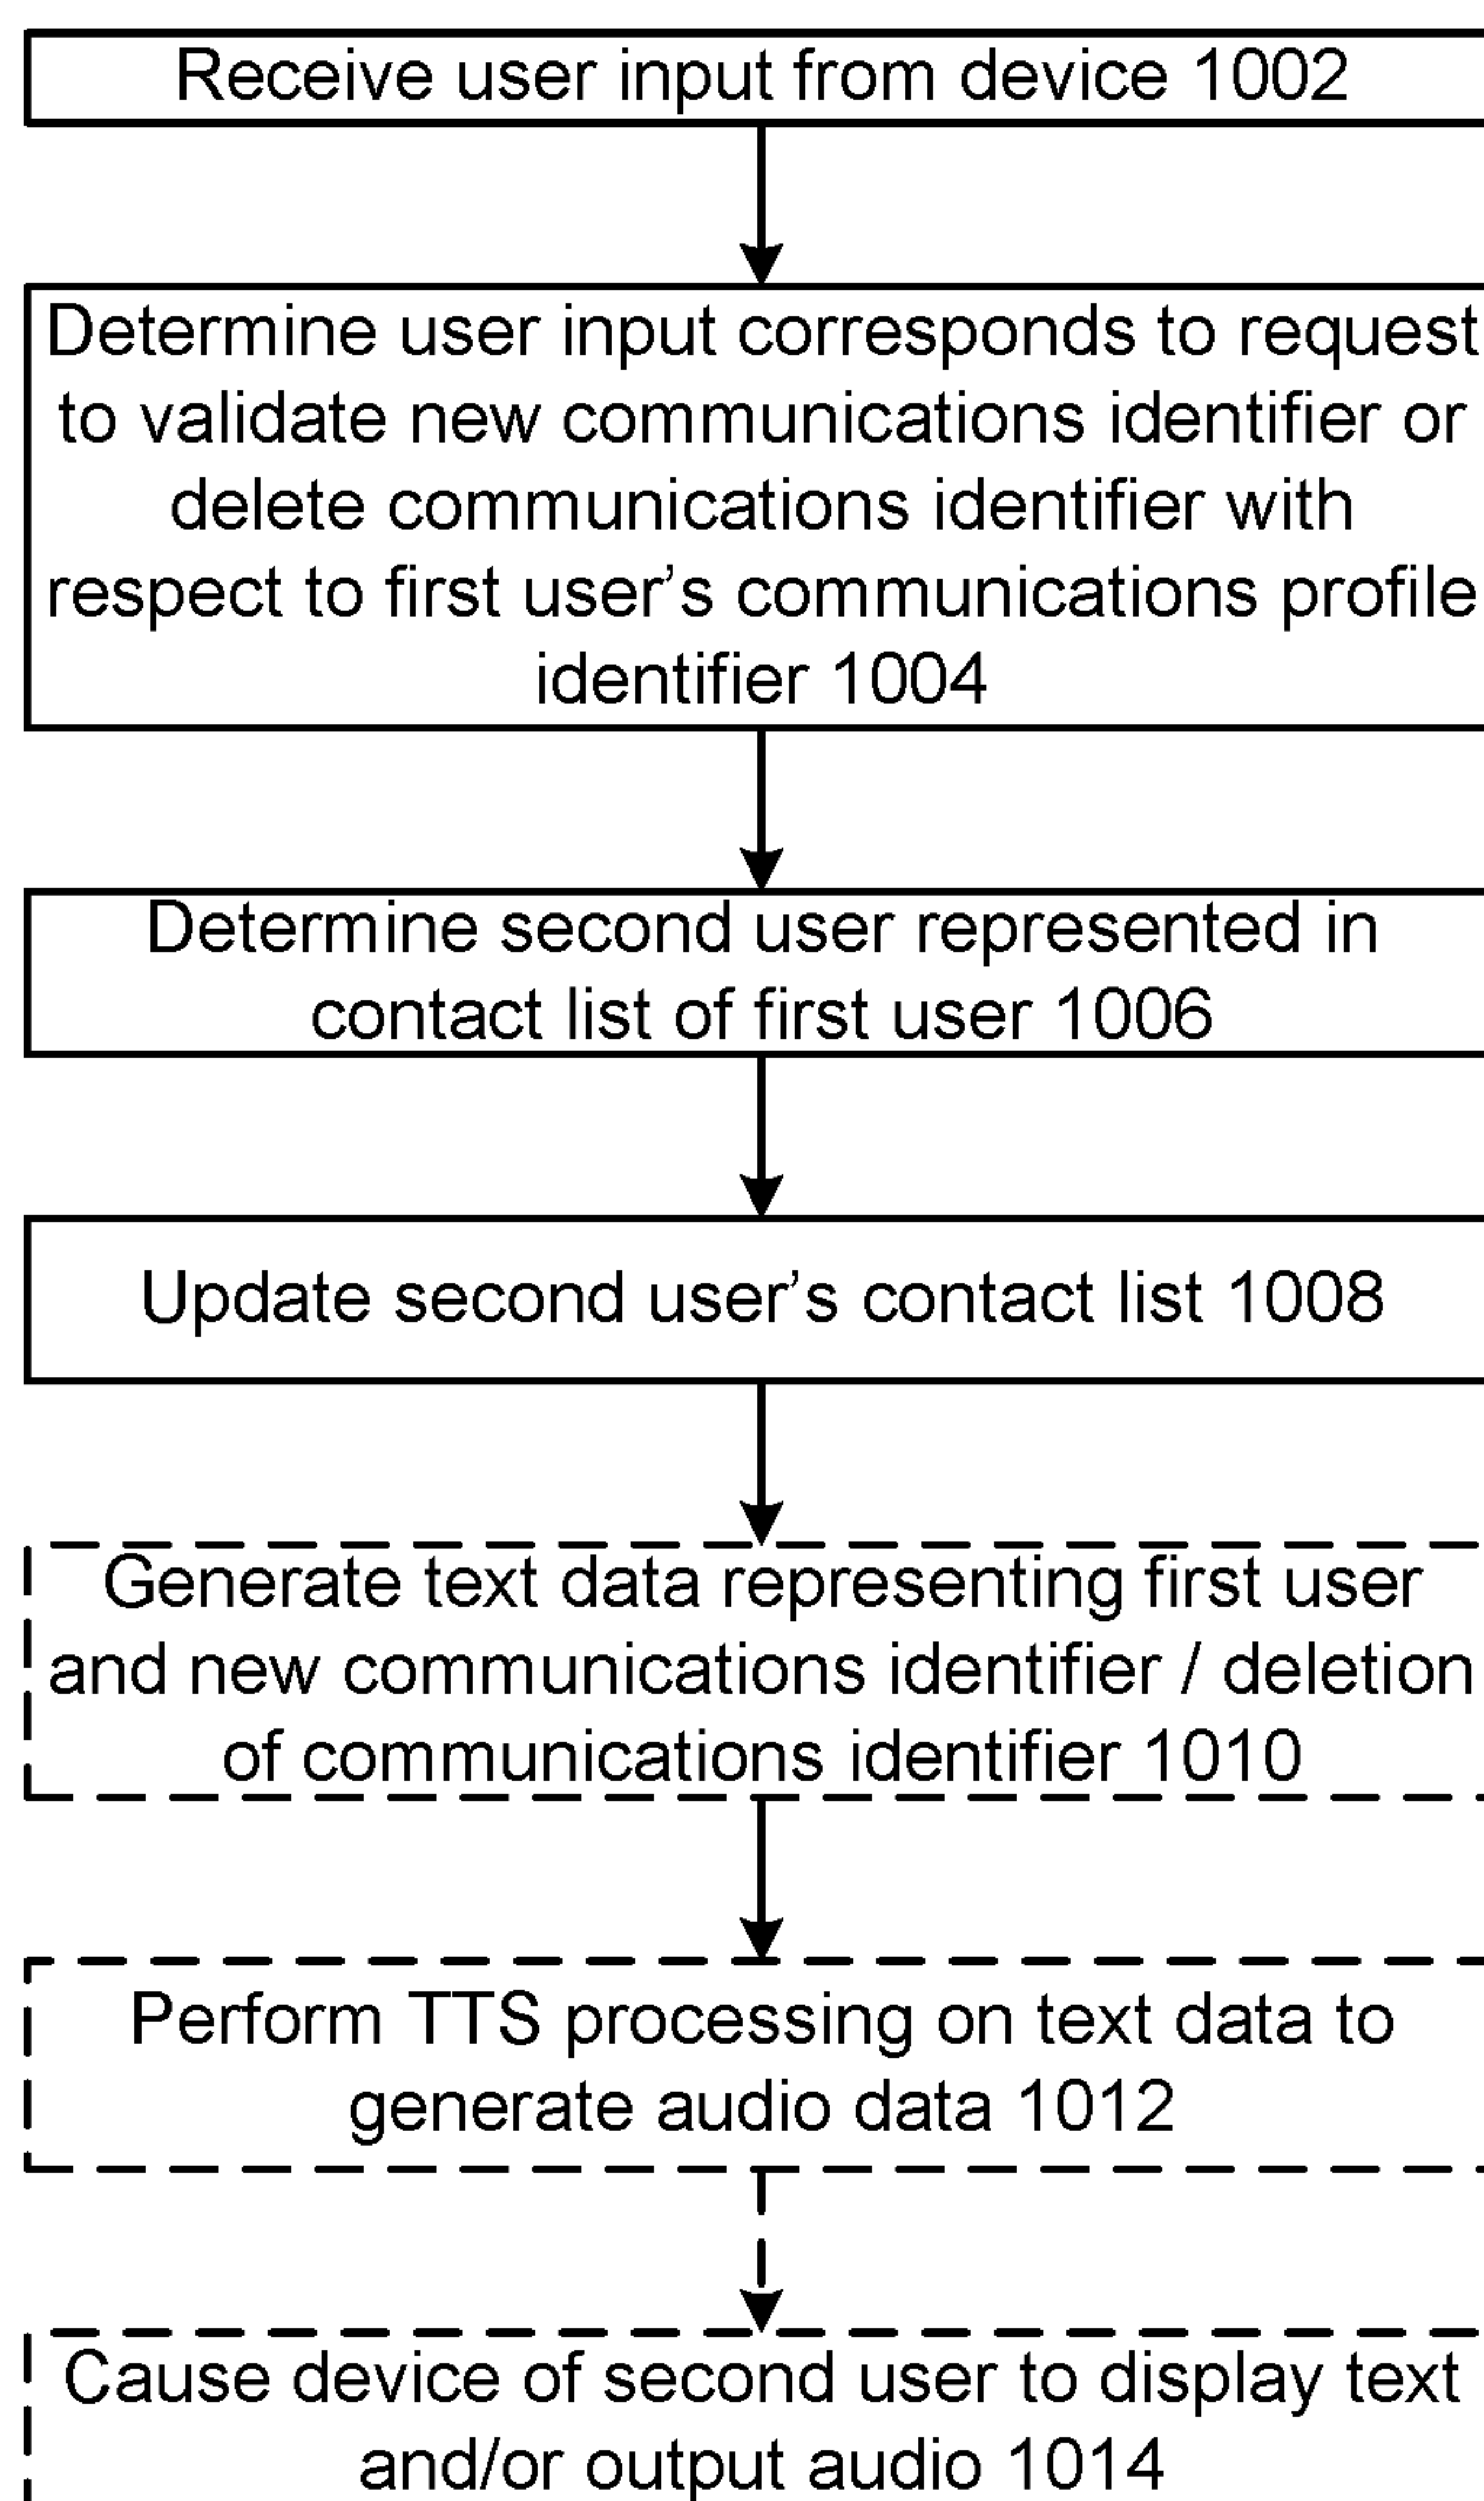 Receive user input from device 1002
Determine user input corresponds to request
to validate new communications identifier or
delete communications identifier with
respect to first user’s communications profile
identifier 1004
Determine second user represented in
contact list of first user 1006
Update second user’s contact list 1008
Generate text data representing first user
and new communications identifier / deletion
of communications identifier 1010
Perform TTS processing on text data to
generate audio data 1012
Cause device of second user to display text
and/or output audio 1014